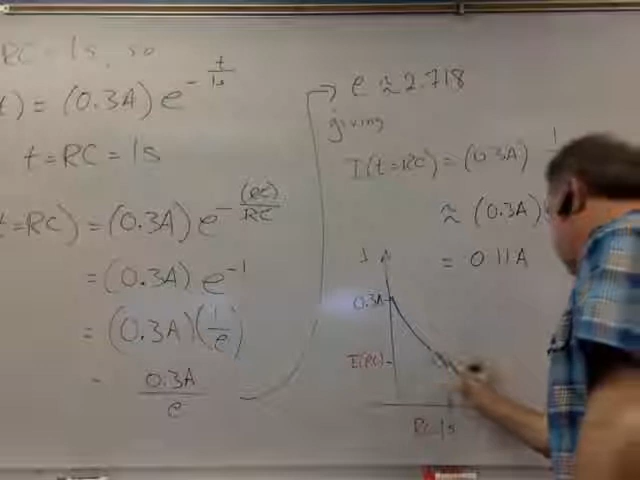 RC = 1s, so
t) = (0.3A) e^(-t/1s)
t = RC = 1s
t = RC) = (0.3A) e^(-(RC)/RC)
= (0.3A) e^-1
= (0.3A)(1/e)
= 0.3A/e
e ≈ 2.718
giving
I(t=RC) = (0.3A) 1
≈ (0.3A)
= 0.11A
I
0.3A
I(RC)
RC 1s